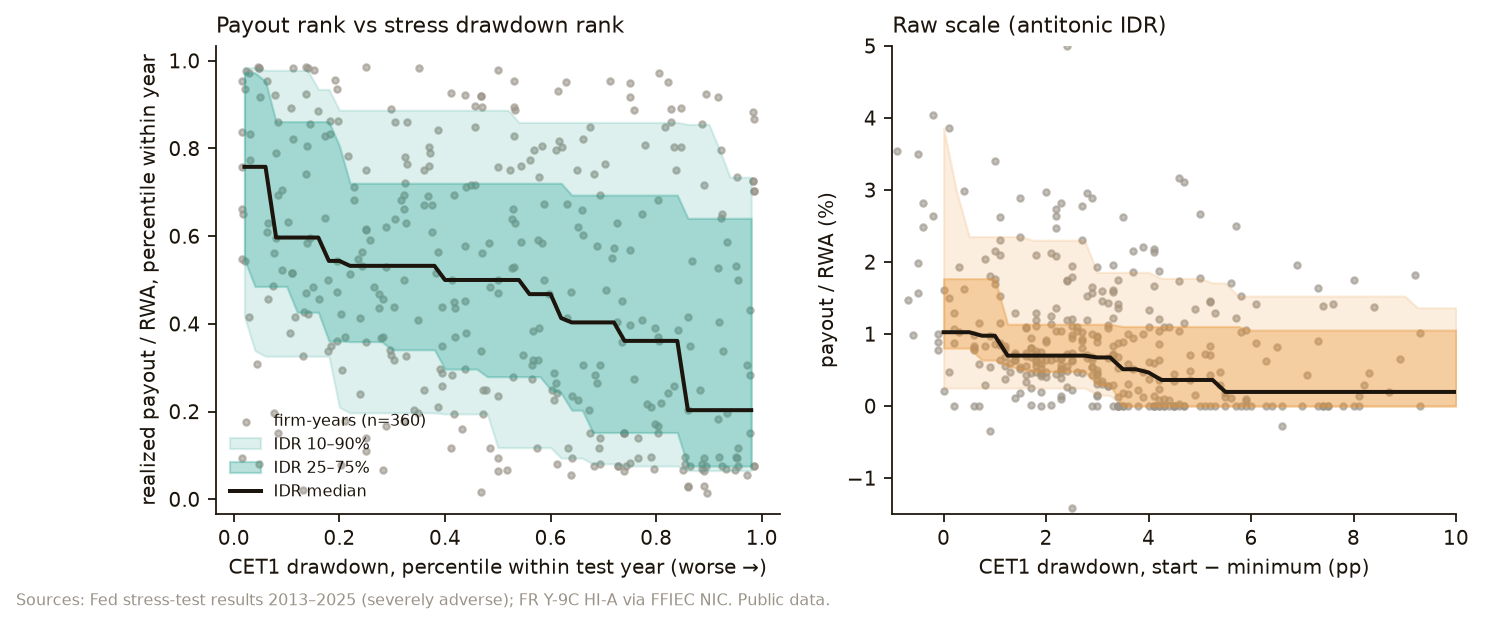 Payout rank vs stress drawdown rank
realized payout / RWA, percentile within year
1.0
0.8
0.6
0.4
0.2
0.0
firm-years (n=360)
IDR 10–90%
IDR 25–75%
IDR median
0.0 0.2 0.4 0.6 0.8 1.0
CET1 drawdown, percentile within test year (worse →)
Raw scale (antitonic IDR)
payout / RWA (%)
5
4
3
2
1
0
−1
0 2 4 6 8 10
CET1 drawdown, start − minimum (pp)
Sources: Fed stress-test results 2013–2025 (severely adverse); FR Y-9C HI-A via FFIEC NIC. Public data.